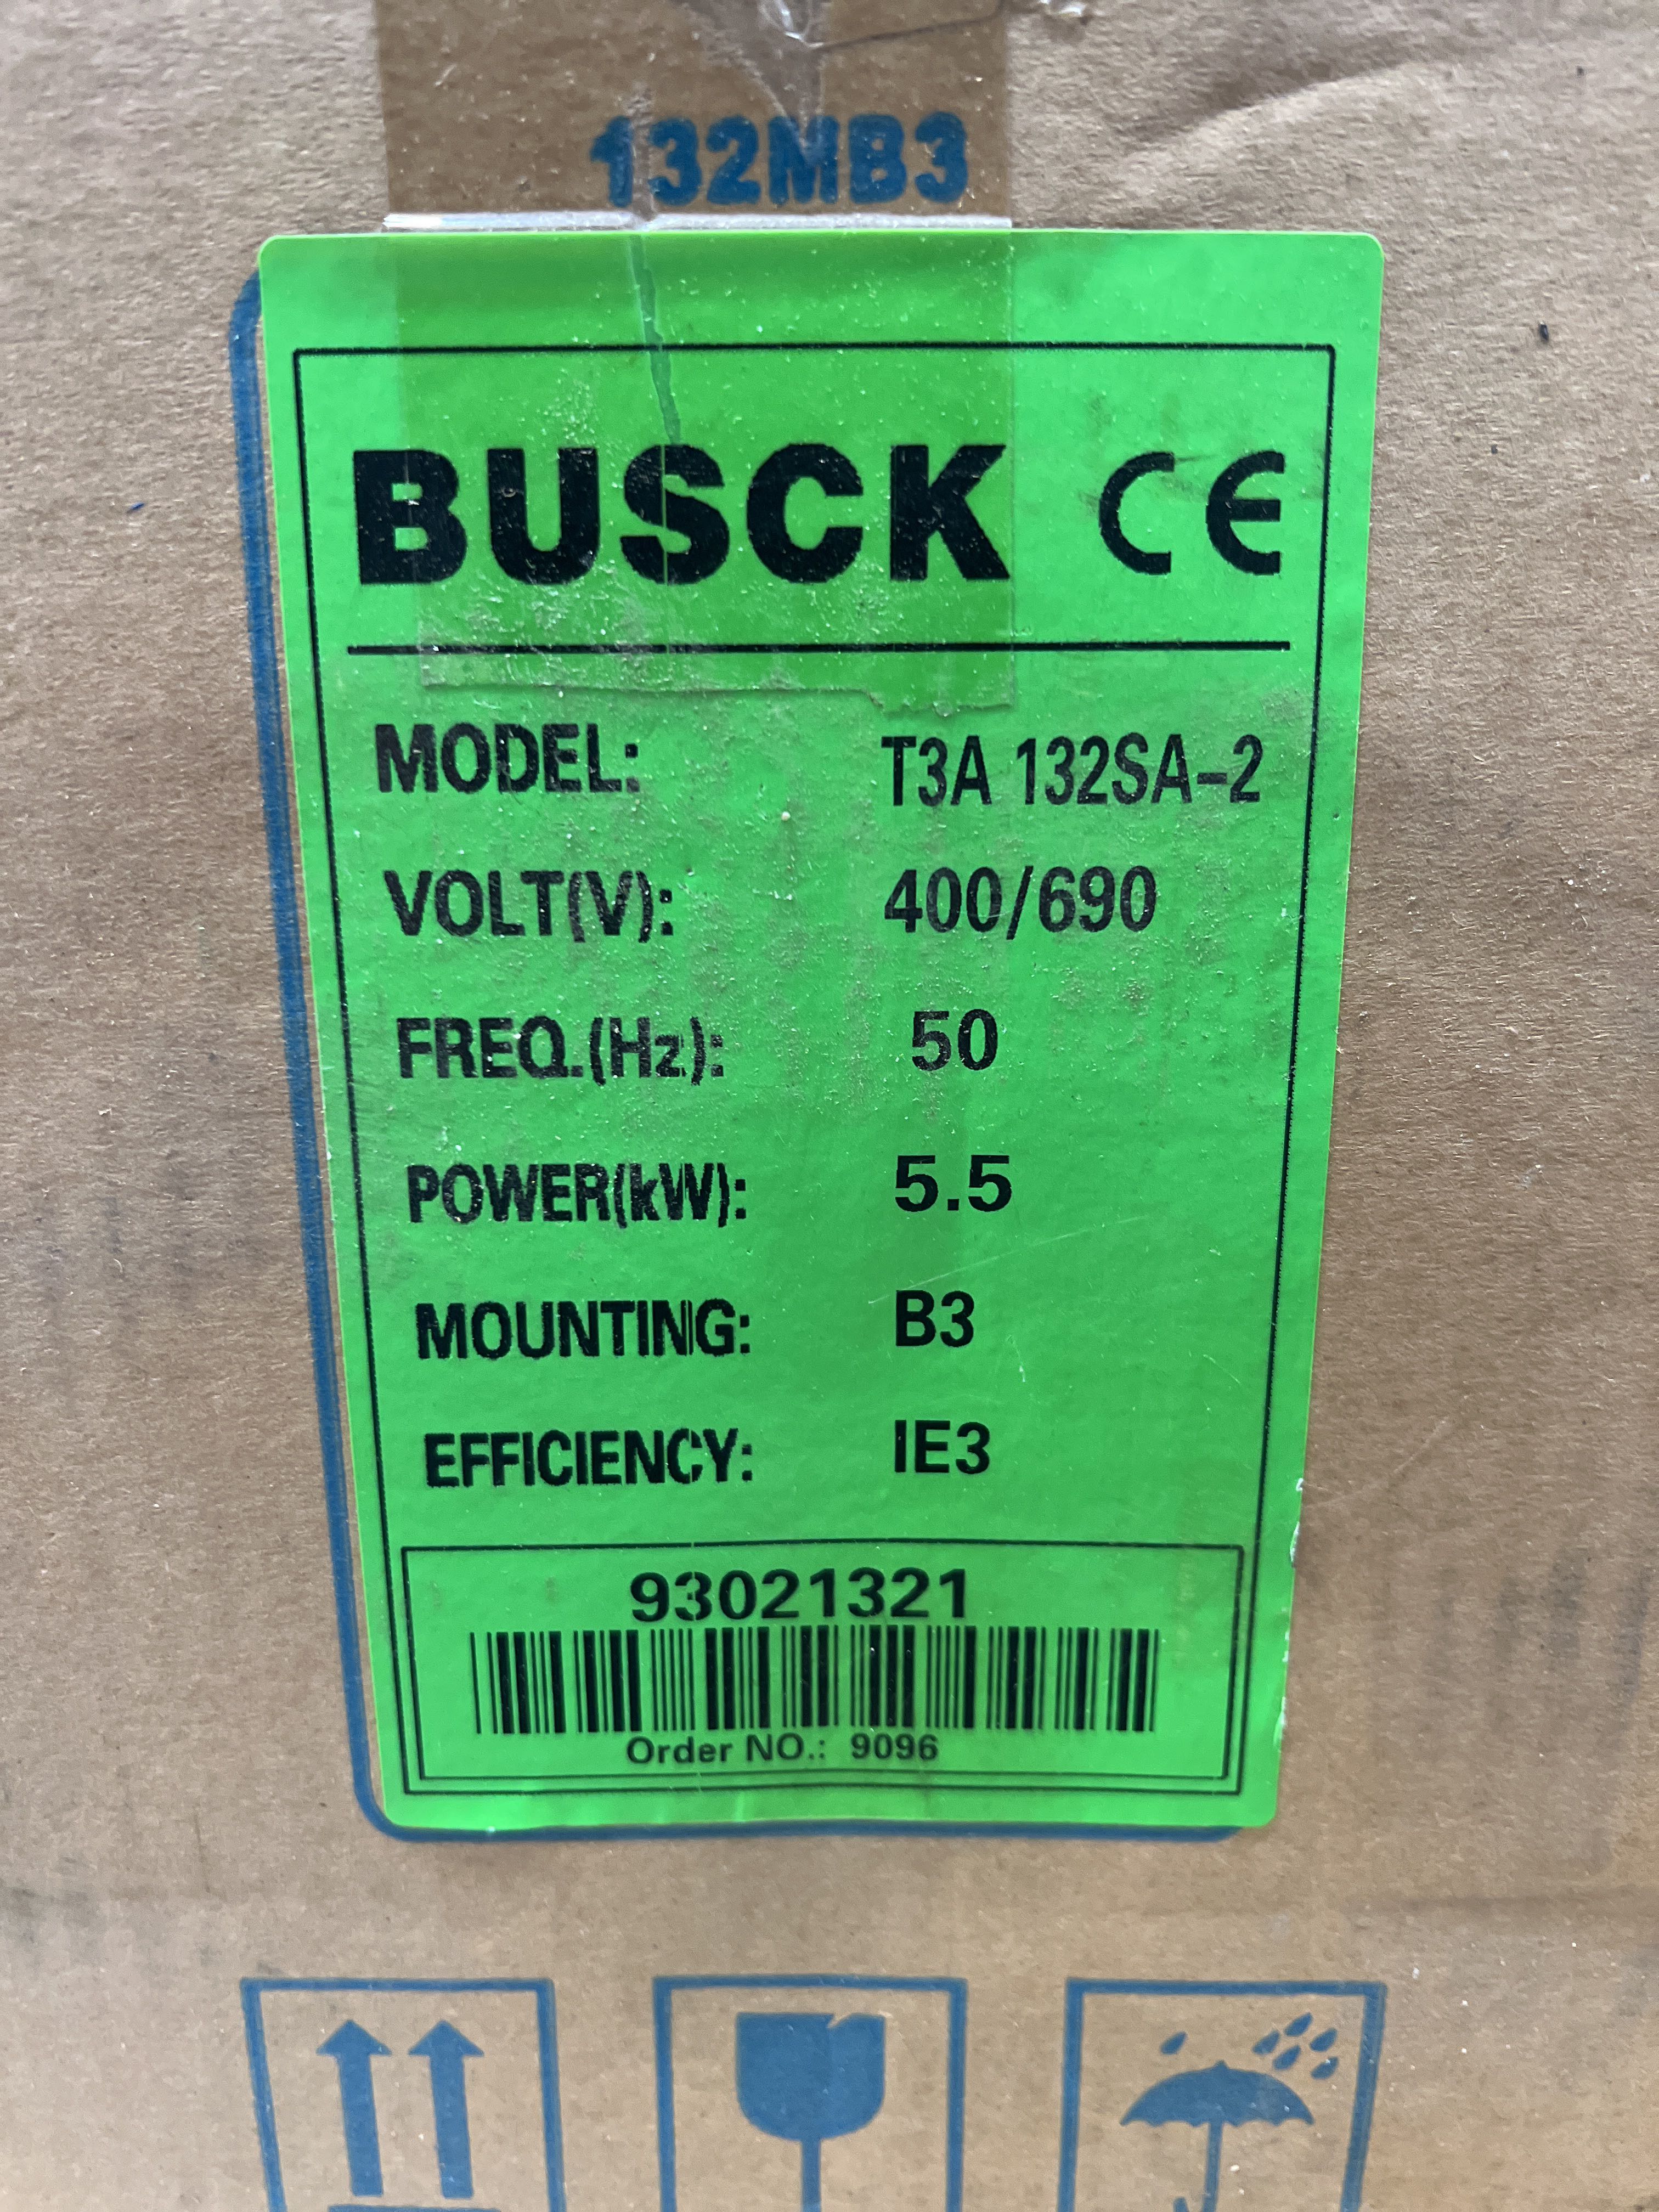 132MB3
BUSCK CE
MODEL: T3A 132SA-2
VOLT(V): 400/690
FREQ.(Hz): 50
POWER(kW): 5.5
MOUNTING: B3
EFFICIENCY: IE3
93021321
Order NO.: 9096